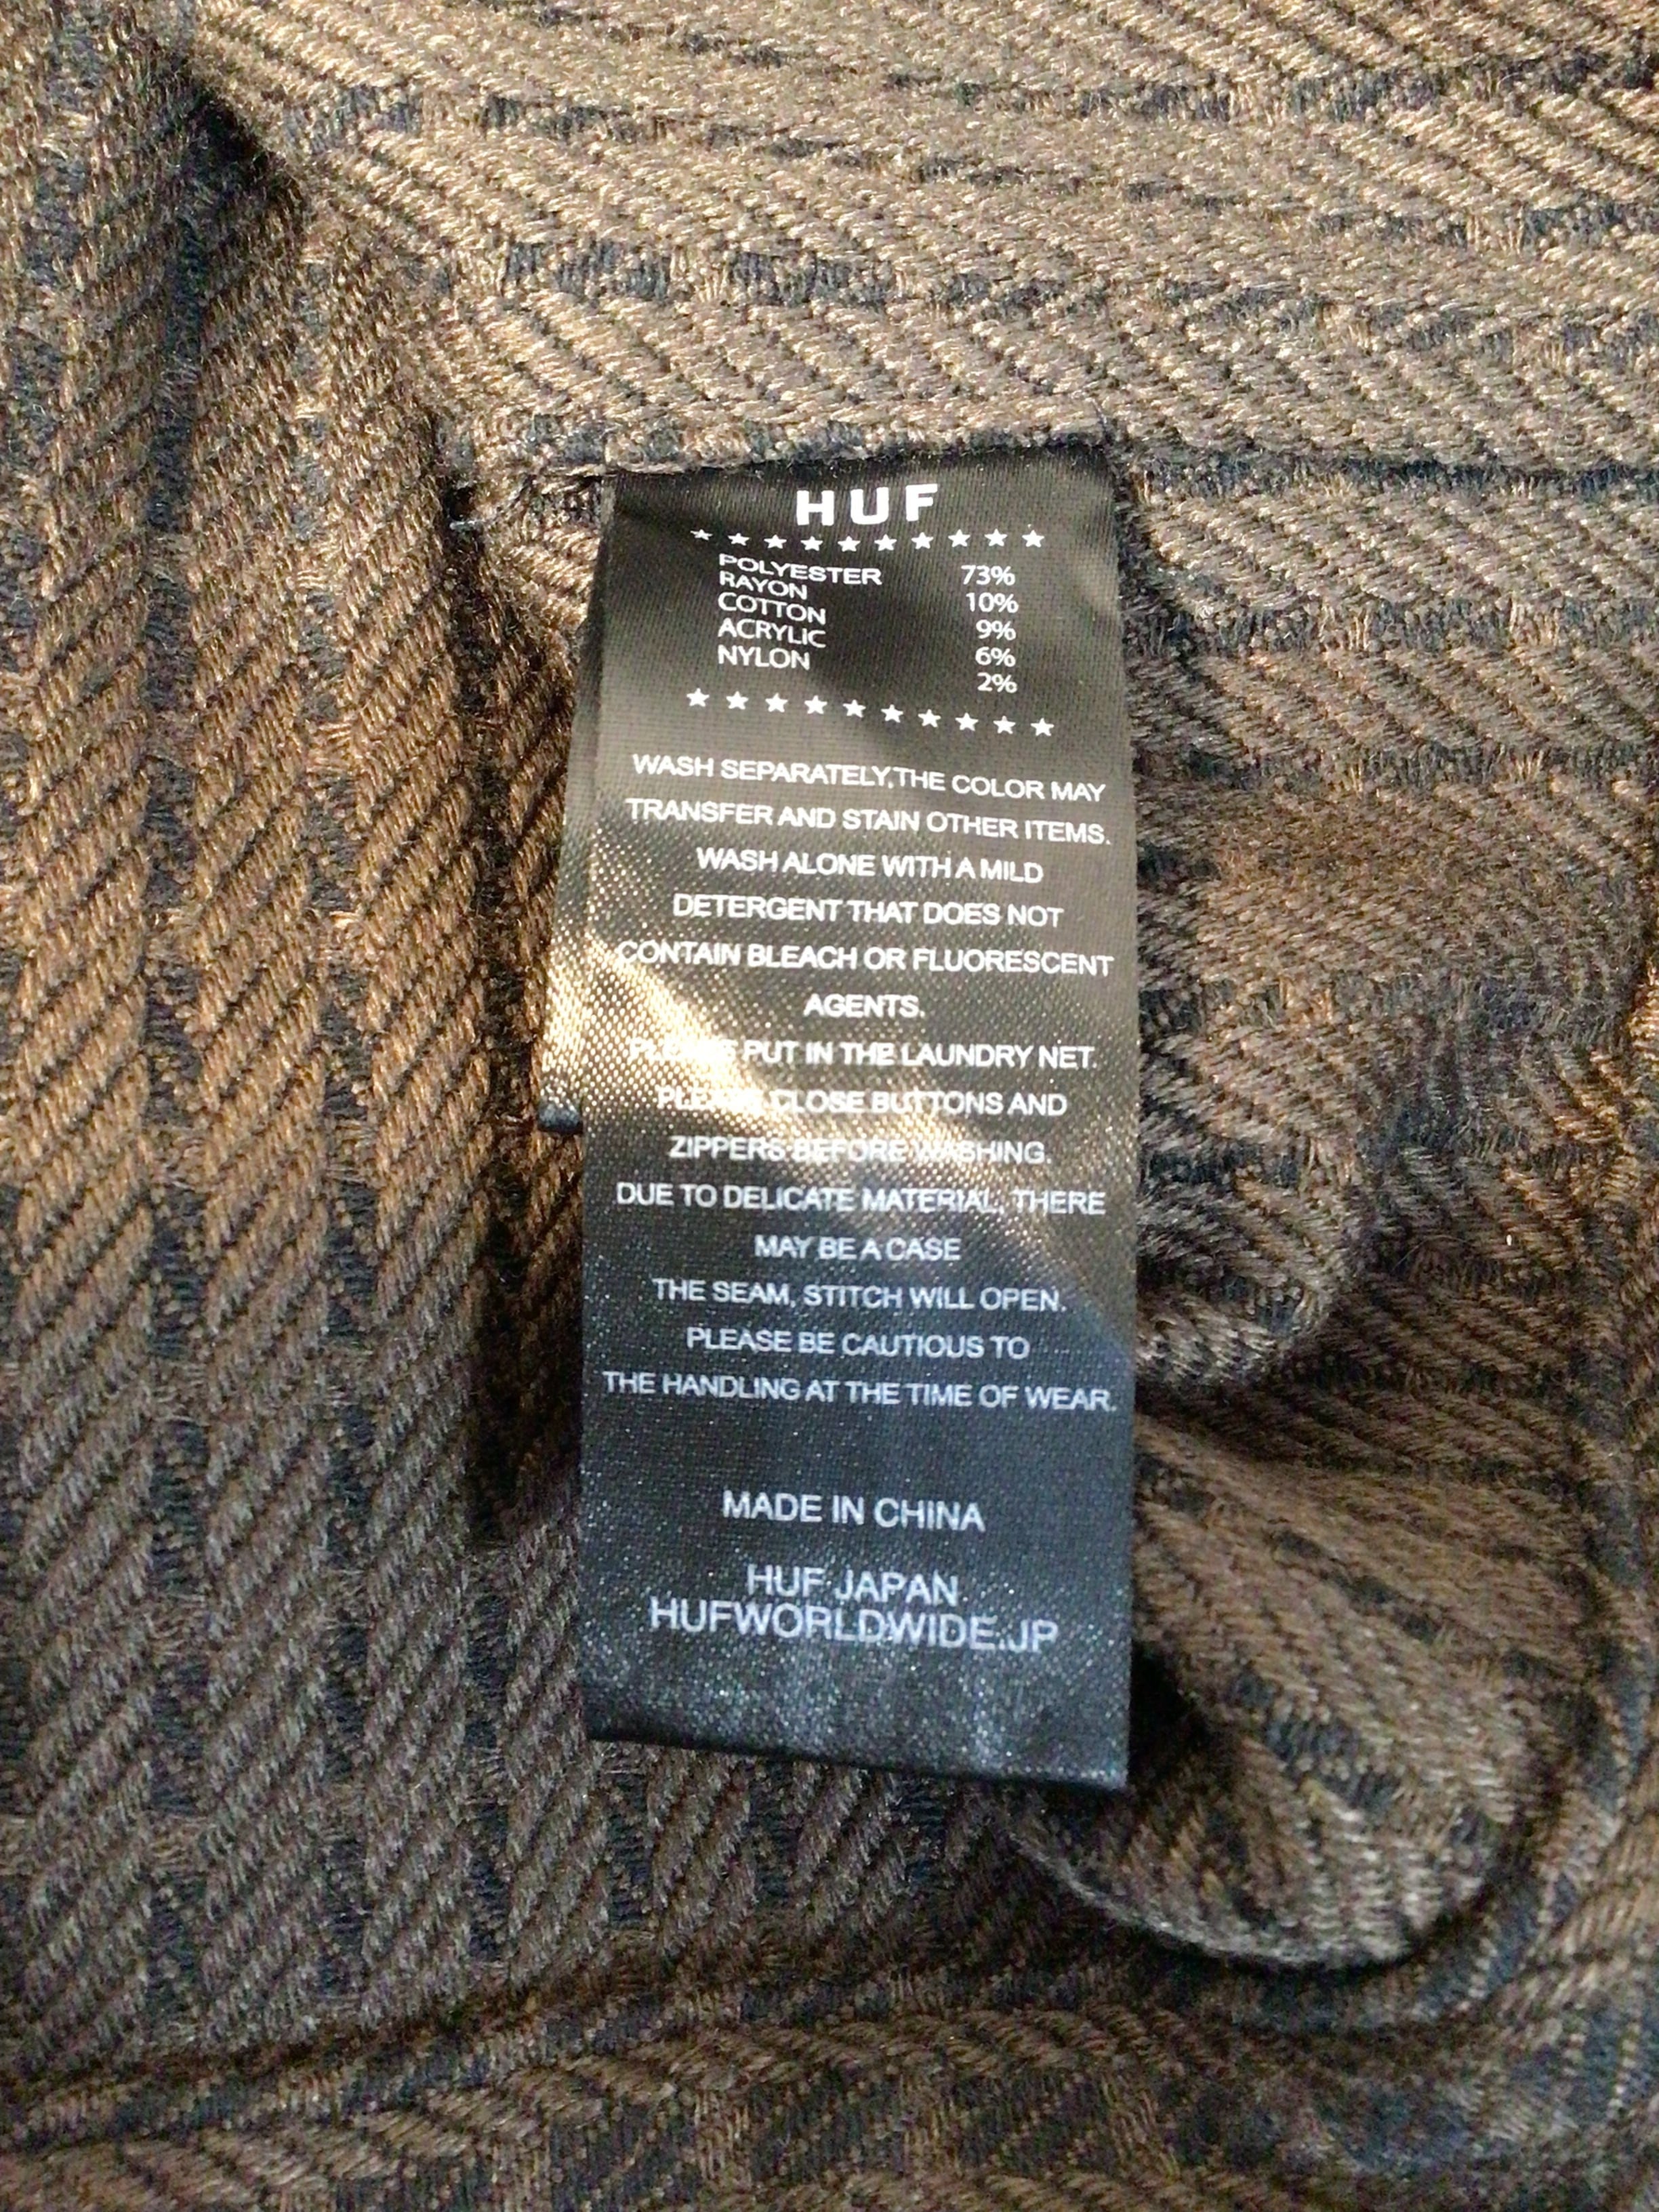 HUF
POLYESTER 73%
RAYON 10%
COTTON 9%
ACRYLIC 6%
NYLON 2%
WASH SEPARATELY,THE COLOR MAY
TRANSFER AND STAIN OTHER ITEMS.
WASH ALONE WITH A MILD
DETERGENT THAT DOES NOT
CONTAIN BLEACH OR FLUORESCENT
AGENTS.
PLEASE PUT IN THE LAUNDRY NET.
PLEASE CLOSE BUTTONS AND
ZIPPERS BEFORE WASHING.
DUE TO DELICATE MATERIAL, THERE
MAY BE A CASE
THE SEAM, STITCH WILL OPEN.
PLEASE BE CAUTIOUS TO
THE HANDLING AT THE TIME OF WEAR.
MADE IN CHINA
HUF JAPAN
HUFWORLDWIDE.JP